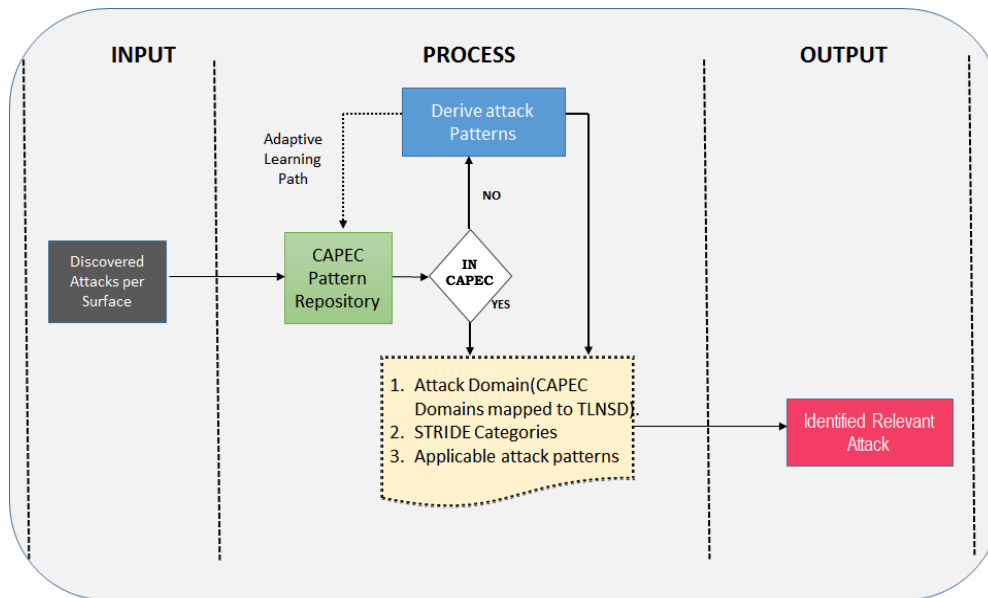 INPUT
PROCESS
OUTPUT
Derive attack
Patterns
Adaptive
Learning
Path
NO
Discovered
Attacks per
Surface
CAPEC
Pattern
Repository
IN
CAPEC
YES
1. Attack Domain(CAPEC
Domains mapped to TLNSD).
2. STRIDE Categories
3. Applicable attack patterns
Identified Relevant
Attack